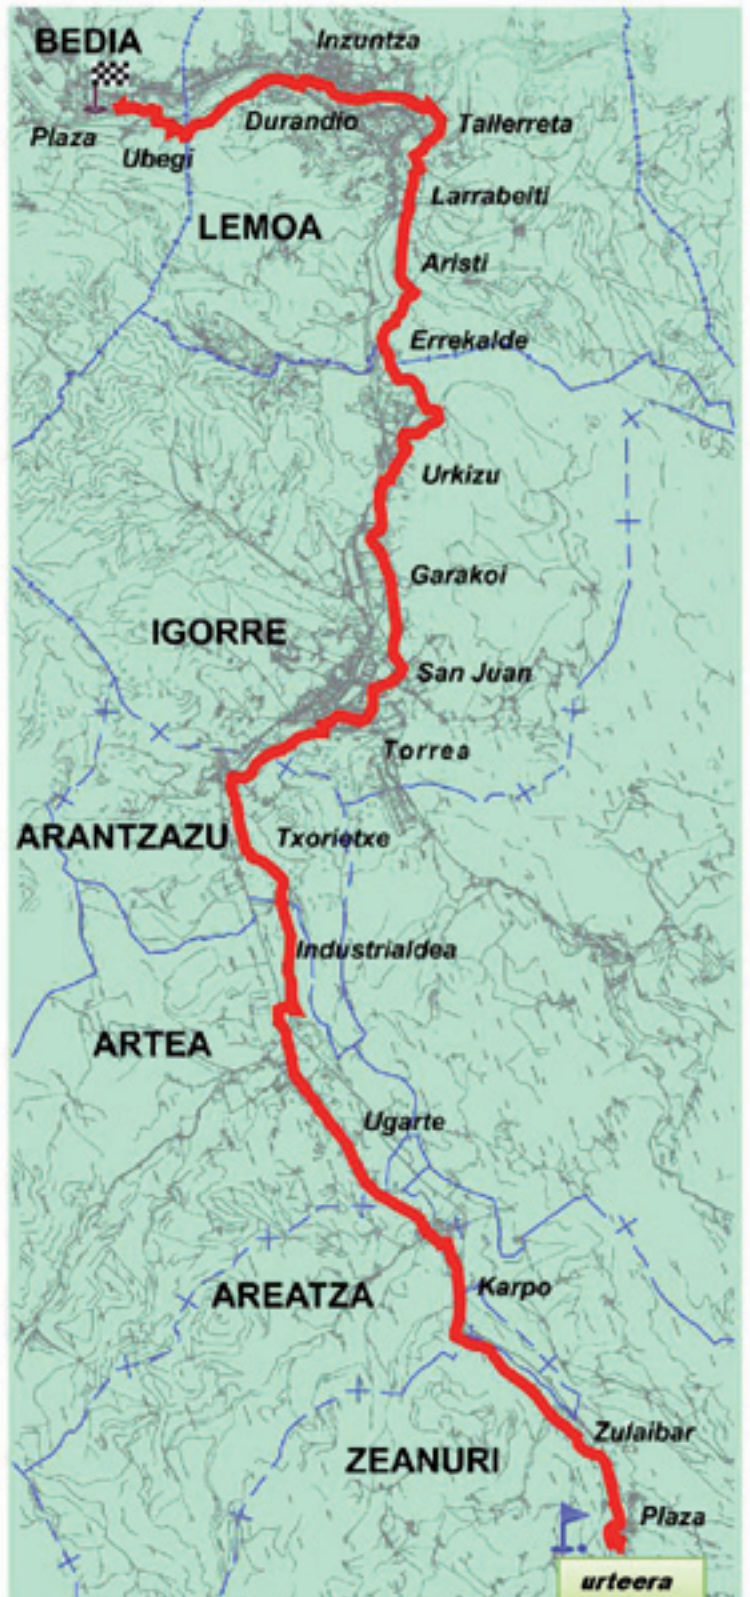 BEDIA
Inzuntza
Plaza
Ubegi
Durandio
Tallerreta
Larrabeiti
LEMOA
Aristi
Errekalde
Urkizu
Garakoi
IGORRE
San Juan
Torrea
ARANTZAZU
Txorietxe
Industrialdea
ARTEA
Ugarte
AREATZA
Karpo
Zulaibar
ZEANURI
Plaza
urteera